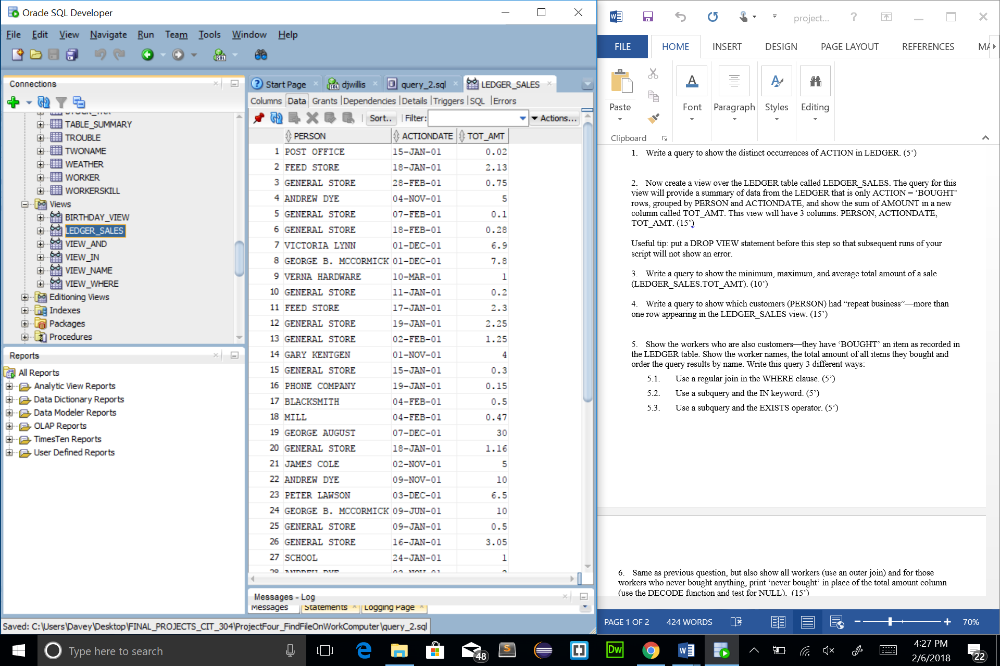 Oracle SQL Developer
File Edit View Navigate Run Team Tools Window Help
Connections
TABLE_SUMMARY
TROUBLE
TWONAME
WEATHER
WORKER
WORKERSKILL
Views
BIRTHDAY_VIEW
LEDGER_SALES
VIEW_AND
VIEW_IN
VIEW_NAME
VIEW_WHERE
Editioning Views
Indexes
Packages
Procedures
Reports
All Reports
Analytic View Reports
Data Dictionary Reports
Data Modeler Reports
OLAP Reports
TimesTen Reports
User Defined Reports
Start Page djwillis query_2.sql LEDGER_SALES
Columns Data Grants Dependencies Details Triggers SQL Errors
Sort.. Filter: Actions...
PERSON ACTIONDATE TOT_AMT
1 POST OFFICE 15-JAN-01 0.02
2 FEED STORE 18-JAN-01 2.13
3 GENERAL STORE 28-FEB-01 0.75
4 ANDREW DYE 04-NOV-01 5
5 GENERAL STORE 07-FEB-01 0.1
6 GENERAL STORE 18-FEB-01 0.28
7 VICTORIA LYNN 01-DEC-01 6.9
8 GEORGE B. MCCORMICK 01-DEC-01 7.8
9 VERNA HARDWARE 10-MAR-01 1
10 GENERAL STORE 11-JAN-01 0.2
11 FEED STORE 17-JAN-01 2.3
12 GENERAL STORE 19-JAN-01 2.25
13 GENERAL STORE 02-FEB-01 1.25
14 GARY KENTGEN 01-NOV-01 4
15 GENERAL STORE 15-JAN-01 0.3
16 PHONE COMPANY 19-JAN-01 0.15
17 BLACKSMITH 04-FEB-01 0.5
18 MILL 04-FEB-01 0.47
19 GEORGE AUGUST 07-DEC-01 30
20 GENERAL STORE 18-JAN-01 1.16
21 JAMES COLE 02-NOV-01 5
22 ANDREW DYE 09-NOV-01 10
23 PETER LAWSON 03-DEC-01 6.5
24 GEORGE B. MCCORMICK 09-JUN-01 10
25 GENERAL STORE 09-JAN-01 0.5
26 GENERAL STORE 16-JAN-01 3.05
27 SCHOOL 24-JAN-01 1
Messages - Log
Messages Statements Logging Page
Saved: C:\Users\Davey\Desktop\FINAL_PROJECTS_CIT_304\ProjectFour_FindFileOnWorkComputer\query_2.sql
project... ?
FILE HOME INSERT DESIGN PAGE LAYOUT REFERENCES MA
Paste Font Paragraph Styles Editing
Clipboard
1. Write a query to show the distinct occurrences of ACTION in LEDGER. (5’)
2. Now create a view over the LEDGER table called LEDGER_SALES. The query for this
view will provide a summary of data from the LEDGER that is only ACTION = ‘BOUGHT’
rows, grouped by PERSON and ACTIONDATE, and show the sum of AMOUNT in a new
column called TOT_AMT. This view will have 3 columns: PERSON, ACTIONDATE,
TOT_AMT. (15’)
Useful tip: put a DROP VIEW statement before this step so that subsequent runs of your
script will not show an error.
3. Write a query to show the minimum, maximum, and average total amount of a sale
(LEDGER_SALES.TOT_AMT). (10’)
4. Write a query to show which customers (PERSON) had “repeat business”—more than
one row appearing in the LEDGER_SALES view. (15’)
5. Show the workers who are also customers—they have ‘BOUGHT’ an item as recorded in
the LEDGER table. Show the worker names, the total amount of all items they bought and
order the query results by name. Write this query 3 different ways:
5.1. Use a regular join in the WHERE clause. (5’)
5.2. Use a subquery and the IN keyword. (5’)
5.3. Use a subquery and the EXISTS operator. (5’)
6. Same as previous question, but also show all workers (use an outer join) and for those
workers who never bought anything, print ‘never bought’ in place of the total amount column
(use the DECODE function and test for NULL). (15’)
PAGE 1 OF 2 424 WORDS 70%
Type here to search
48
Dw
4:27 PM
2/6/2018
22